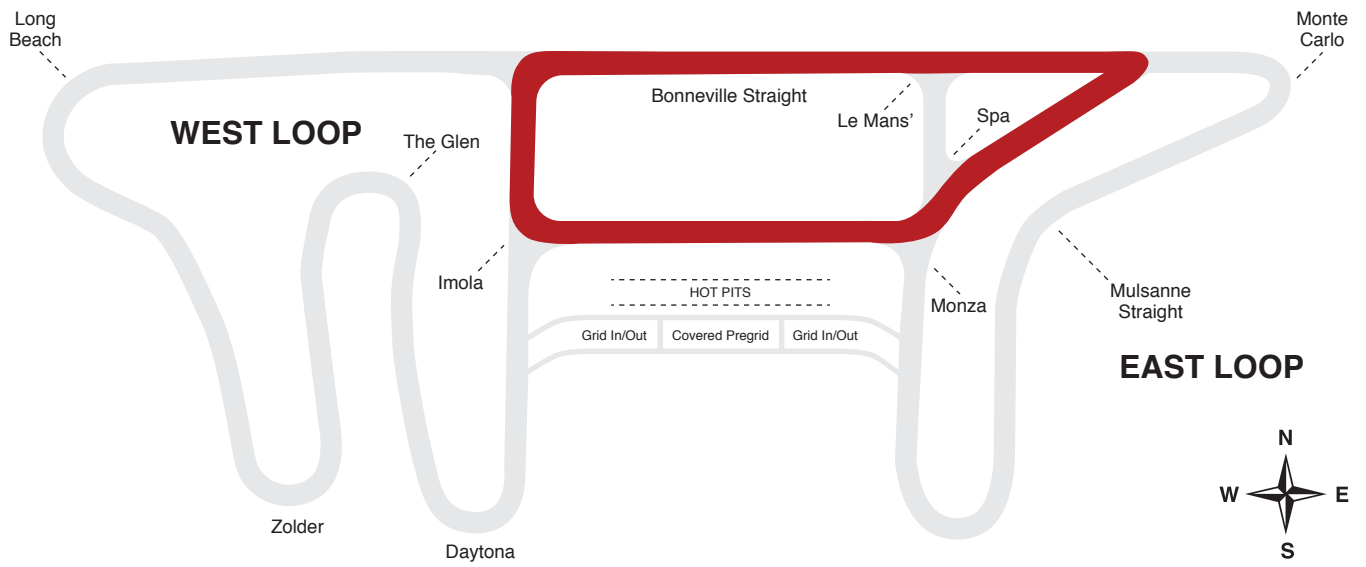 Long
Beach
Monte
Carlo
Bonneville Straight
Le Mans'
Spa
WEST LOOP
The Glen
Imola
HOT PITS
Monza
Mulsanne
Straight
Grid In/Out
Covered Pregrid
Grid In/Out
EAST LOOP
N
W
E
S
Zolder
Daytona